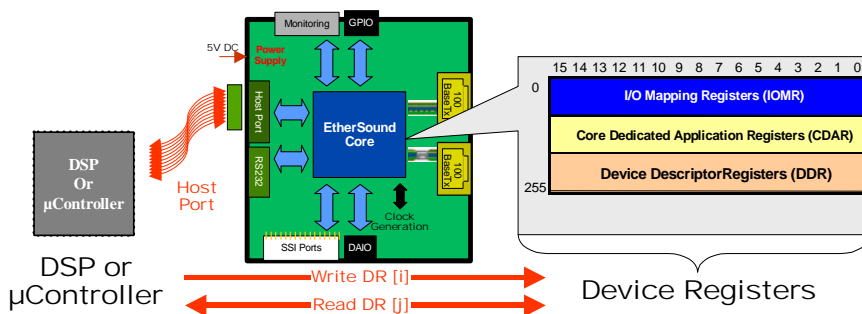 Monitoring
GPIO
5V DC
Power
Supply
Host Port
RS232
EtherSound
Core
100
BaseTx
100
BaseTx
Clock
Generation
SSI Ports
DAIO
DSP
Or
µController
Host
Port
DSP or
µController
Write DR [i]
Read DR [j]
15 14 13 12 11 10 9 8 7 6 5 4 3 2 1 0
0
I/O Mapping Registers (IOMR)
Core Dedicated Application Registers (CDAR)
Device DescriptorRegisters (DDR)
255
Device Registers